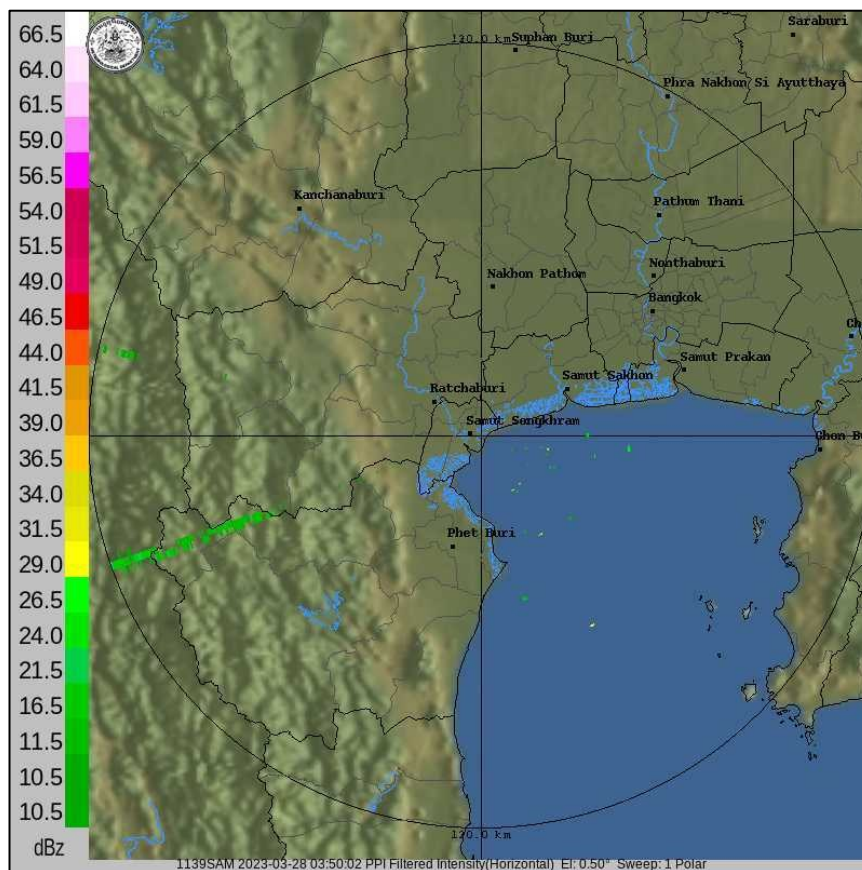 66.5
64.0
61.5
59.0
56.5
54.0
51.5
49.0
46.5
44.0
41.5
39.0
36.5
34.0
31.5
29.0
26.5
24.0
21.5
16.5
11.5
10.5
10.5
dBz
120.0 km
Suphan Buri
Saraburi
Phra Nakhon Si Ayutthaya
Kanchanaburi
Pathum Thani
Nonthaburi
Nakhon Pathom
Bangkok
Ch
Samut Prakan
Samut Sakhon
Ratchaburi
Samut Songkhram
Chon Bu
Phet Buri
120.0 km
1139SAM 2023-03-28 03:50:02 PPI Filtered Intensity(Horizontal) El: 0.50° Sweep: 1 Polar